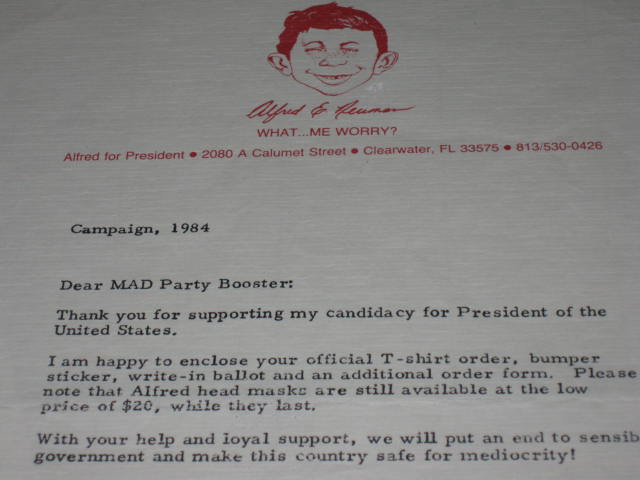 Alfred E Neuman
WHAT...ME WORRY?
Alfred for President • 2080 A Calumet Street • Clearwater, FL 33575 • 813/530-0426
Campaign, 1984
Dear MAD Party Booster:
Thank you for supporting my candidacy for President of the
United States.
I am happy to enclose your official T-shirt order, bumper
sticker, write-in ballot and an additional order form. Please
note that Alfred head masks are still available at the low
price of $20, while they last.
With your help and loyal support, we will put an end to sensib
government and make this country safe for mediocrity!